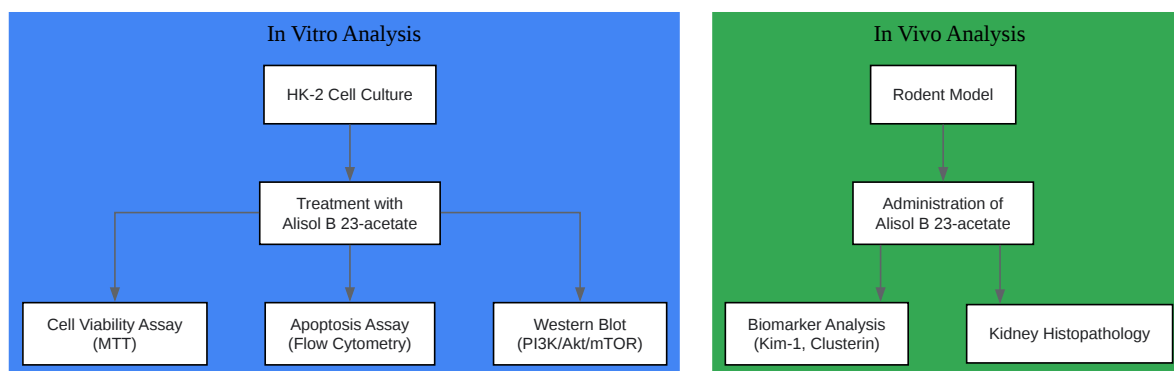 In Vitro Analysis
HK-2 Cell Culture
Treatment with
Alisol B 23-acetate
Cell Viability Assay
(MTT)
Apoptosis Assay
(Flow Cytometry)
Western Blot
(PI3K/Akt/mTOR)
In Vivo Analysis
Rodent Model
Administration of
Alisol B 23-acetate
Biomarker Analysis
(Kim-1, Clusterin)
Kidney Histopathology